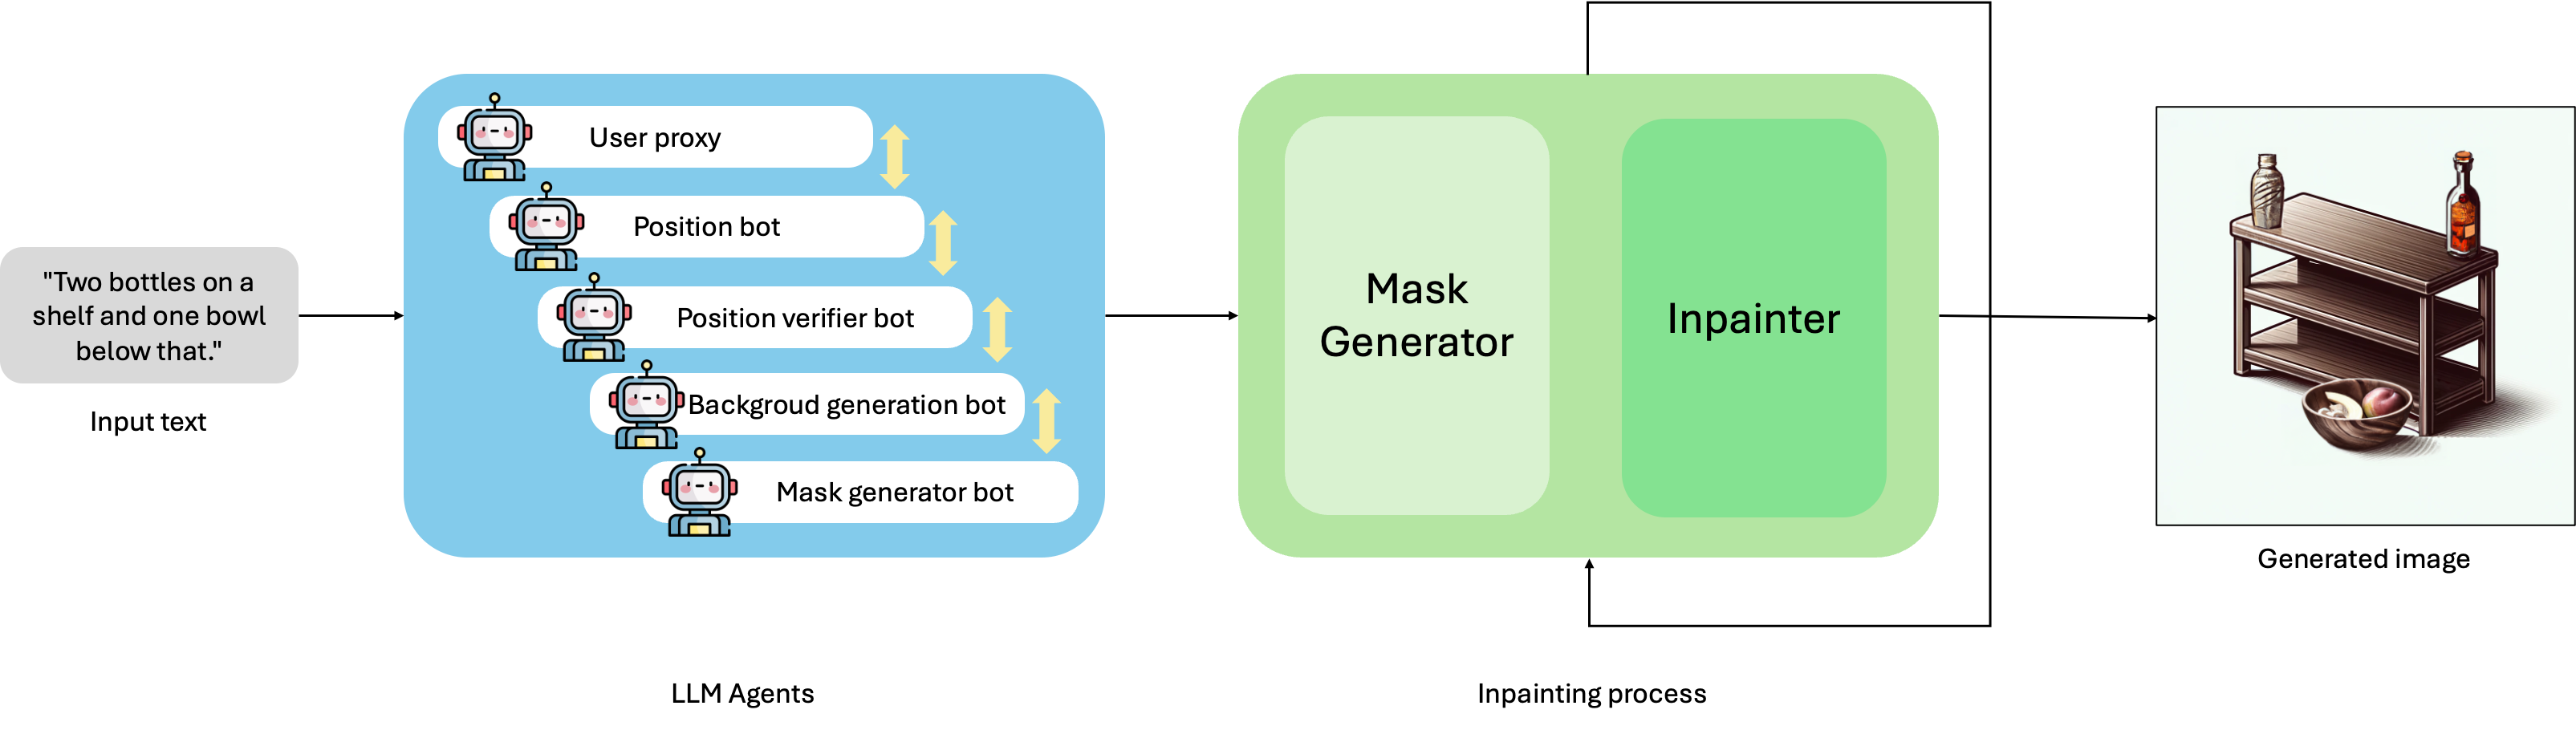 "Two bottles on a
shelf and one bowl
below that."
Input text
User proxy
Position bot
Position verifier bot
Backgroud generation bot
Mask generator bot
LLM Agents
Mask
Generator
Inpainter
Inpainting process
Generated image